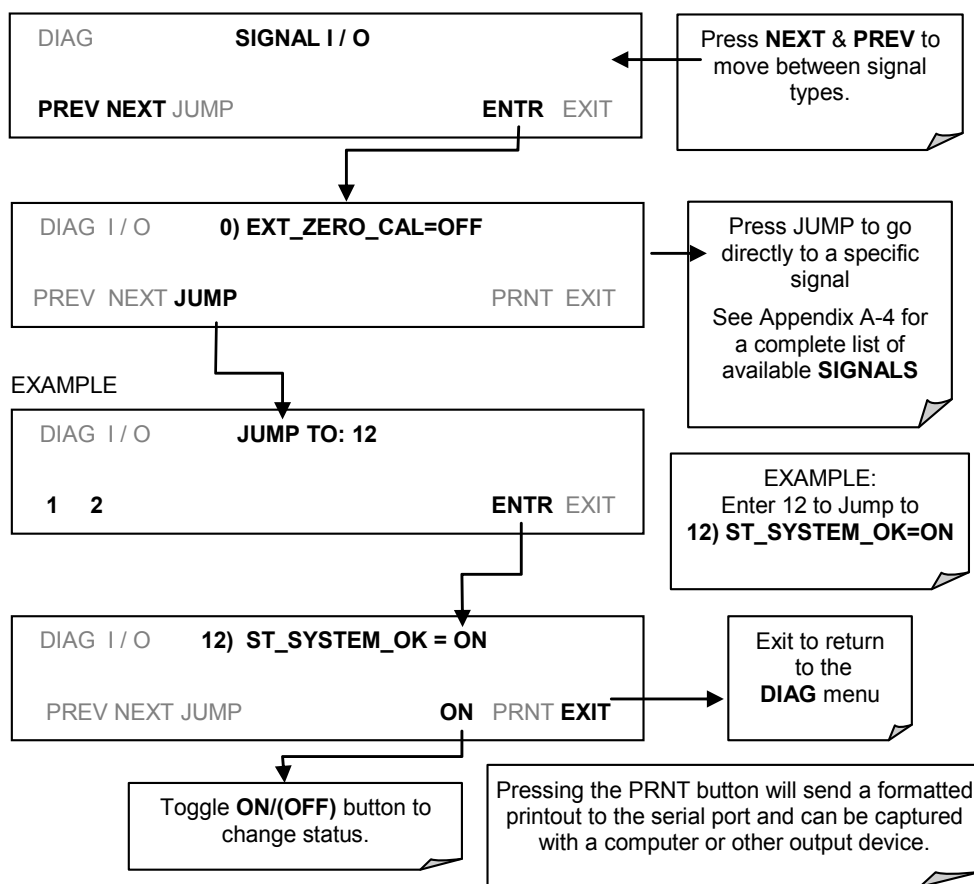 DIAG SIGNAL I / O
PREV NEXT JUMP ENTR EXIT
Press NEXT & PREV to
move between signal
types.
DIAG I / O 0) EXT_ZERO_CAL=OFF
PREV NEXT JUMP PRNT EXIT
Press JUMP to go
directly to a specific
signal
See Appendix A-4 for
a complete list of
available SIGNALS
EXAMPLE
DIAG I / O JUMP TO: 12
1 2 ENTR EXIT
EXAMPLE:
Enter 12 to Jump to
12) ST_SYSTEM_OK=ON
DIAG I / O 12) ST_SYSTEM_OK = ON
PREV NEXT JUMP ON PRNT EXIT
Exit to return
to the
DIAG menu
Toggle ON/(OFF) button to
change status.
Pressing the PRNT button will send a formatted
printout to the serial port and can be captured
with a computer or other output device.